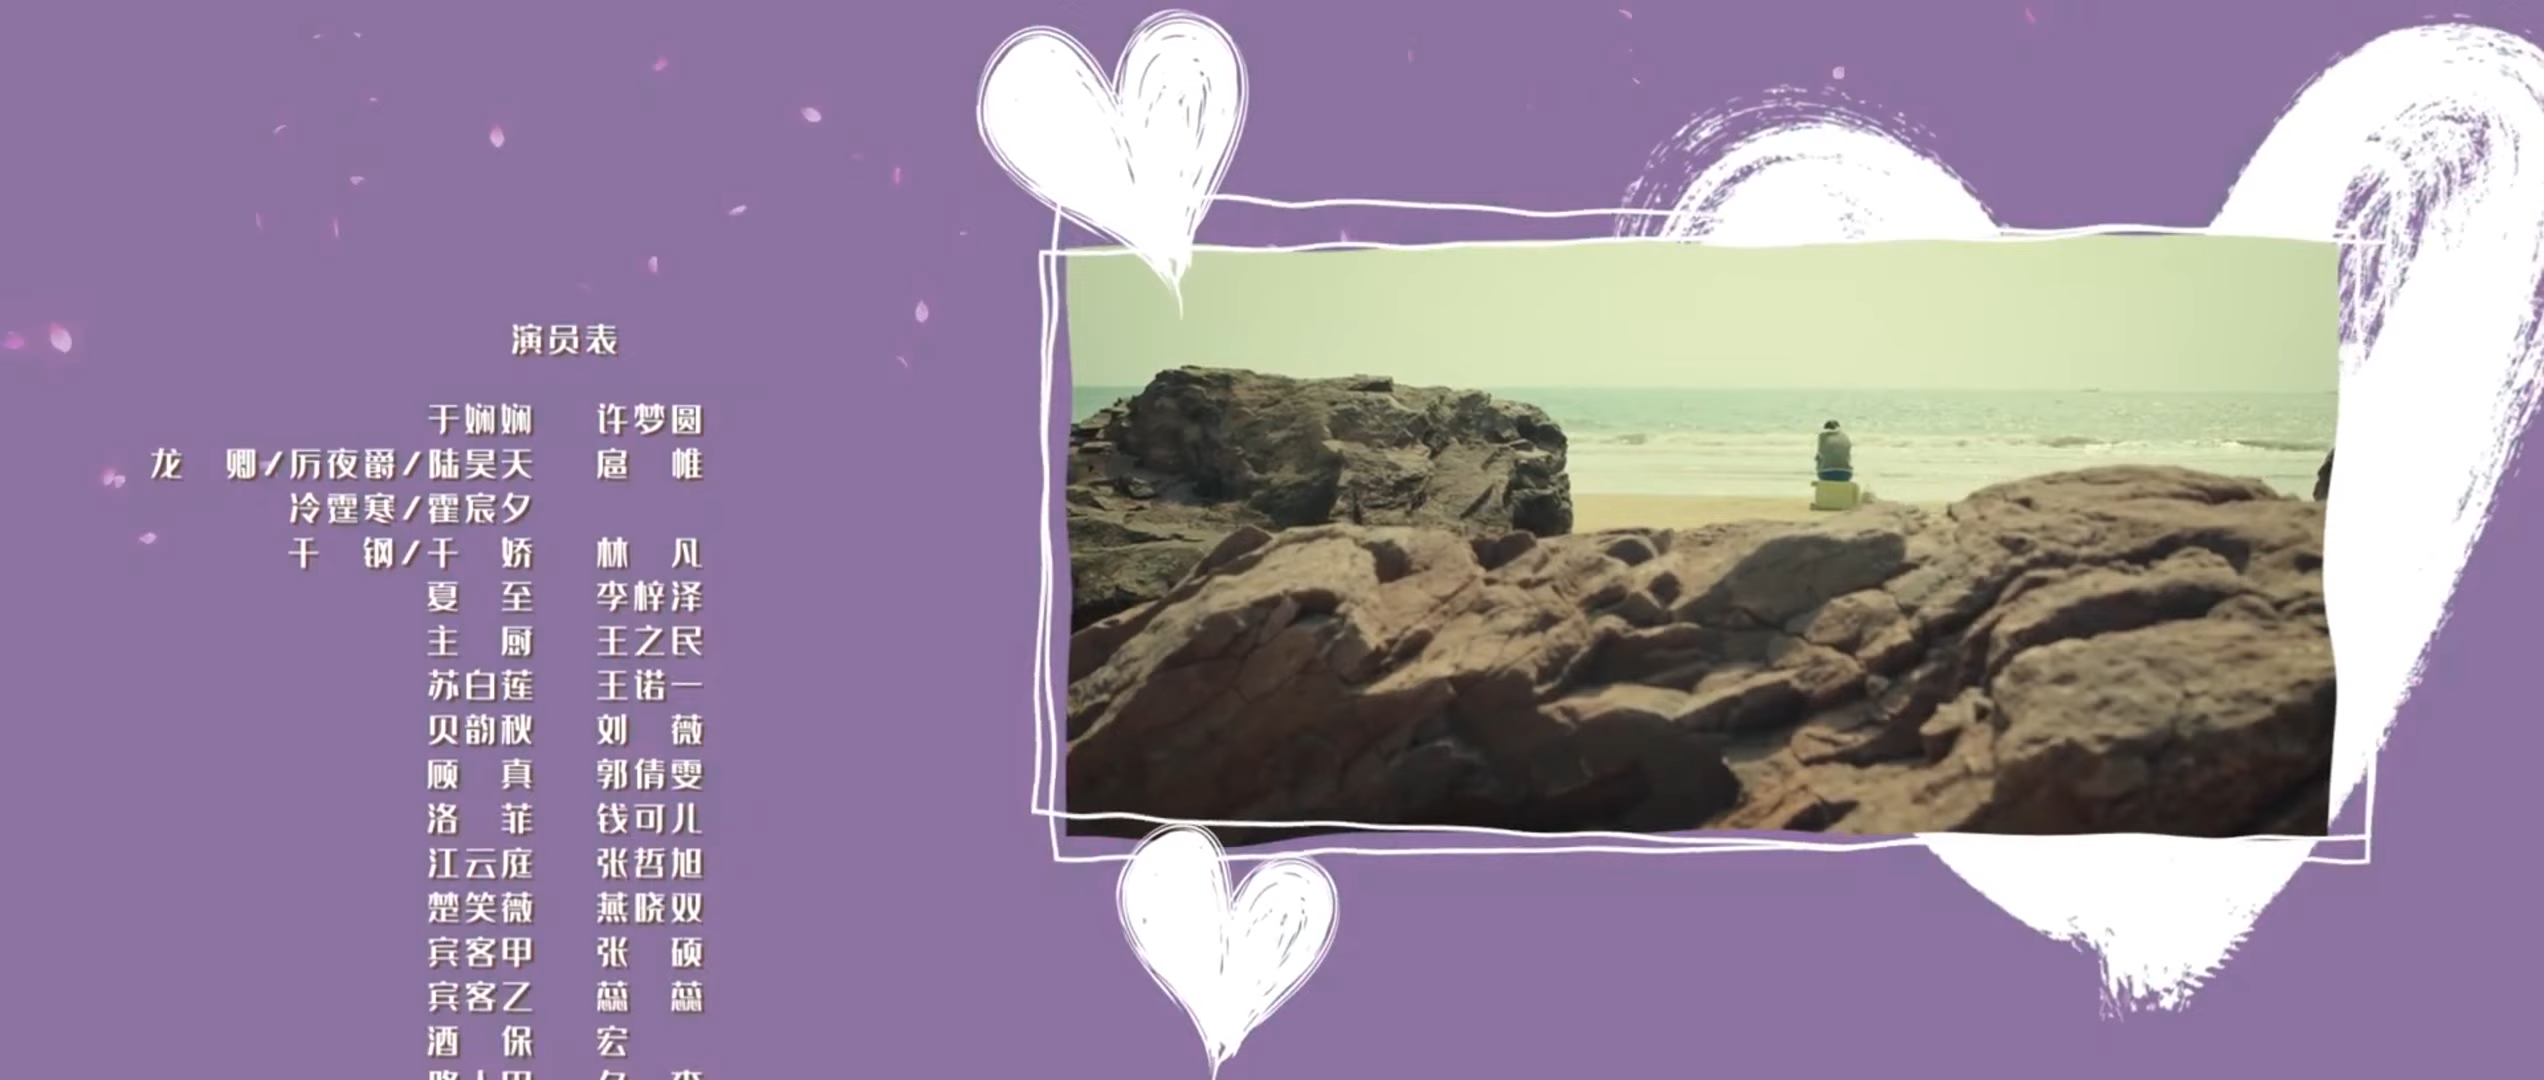 演员表
于娴娴 许梦圆
龙 卿/厉夜爵/陆昊天 扈 帷
冷霆寒/霍宸夕
干 钢/干 娇 林 凡
夏 至 李梓泽
主 厨 王之民
苏白莲 王诺一
贝韵秋 刘 薇
顾 真 郭倩雯
洛 菲 钱可儿
江云庭 张哲旭
楚笑薇 燕晓双
宾客甲 张 硕
宾客乙 蕊 蕊
酒 保 宏